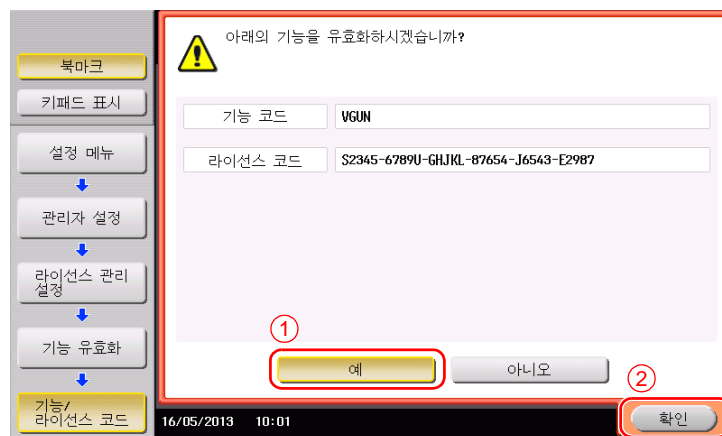 북마크
키패드 표시
설정 메뉴
관리자 설정
라이선스 관리
설정
기능 유효화
기능/
라이선스 코드
아래의 기능을 유효화하시겠습니까?
기능 코드
VGUN
라이선스 코드
S2345-6789U-GHJKL-87654-J6543-E2987
①
예
아니오
②
16/05/2013 10:01
확인